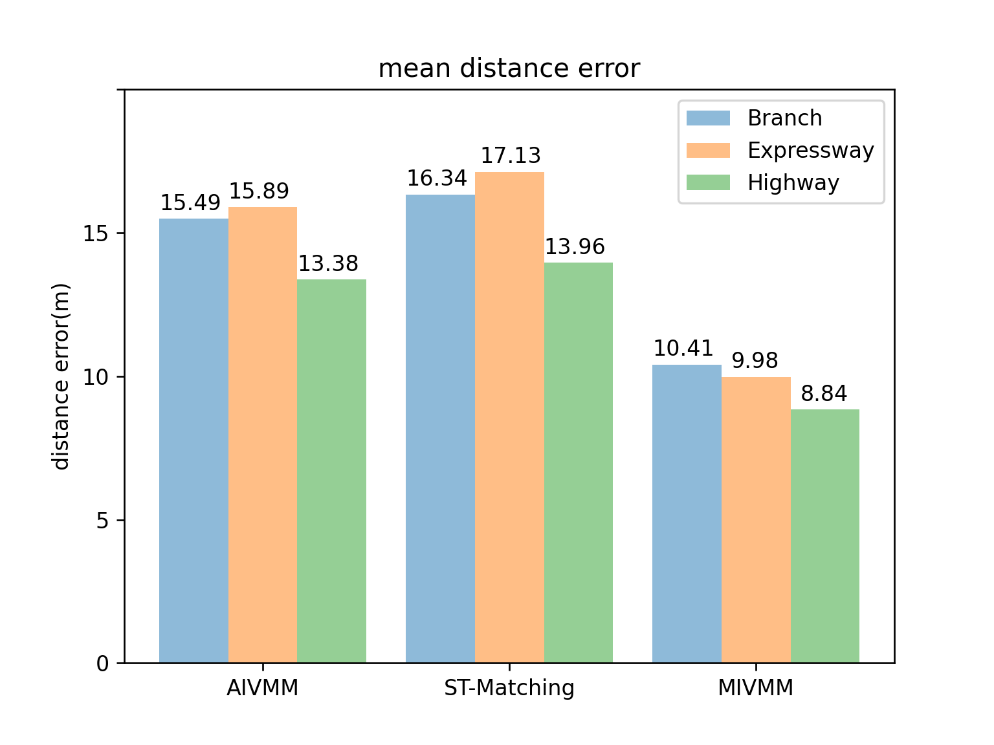 mean distance error
Branch
Expressway
Highway
17.13
16.34
15.89
15.49
13.96
13.38
10.41
9.98
8.84
distance error(m)
15
10
5
0
AIVMM
ST-Matching
MIVMM